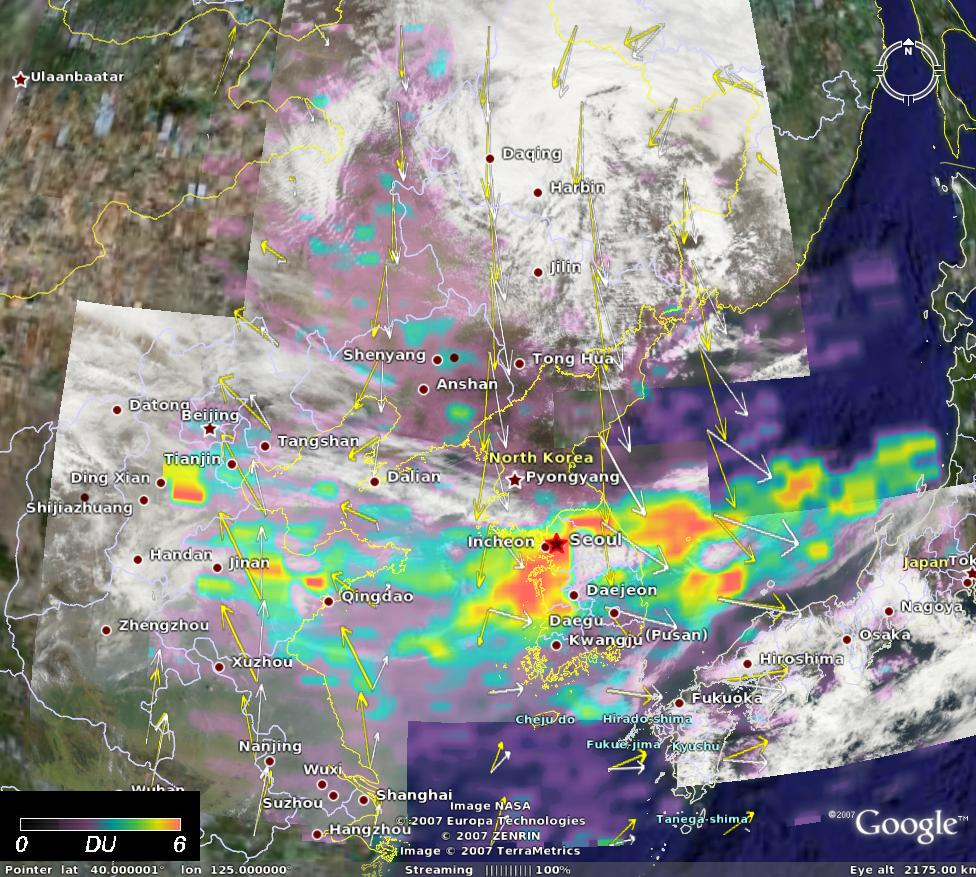 N
Ulaanbaatar
Daqing
Harbin
Jilin
Shenyang
Tong Hua
Anshan
Datong
Beijing
Tangshan
Tianjin
North Korea
Ding Xian
Dalian
Pyongyang
Shijiazhuang
Incheon
Seoul
Handan
Jinan
Japan
Tok
Daejeon
Qingdao
Nagoya
Daegu
Zhengzhou
(Pusan)
Osaka
Kwangju
Xuzhou
Hiroshima
Fukuoka
Cheju do
Hirado-shima
Nanjing
Fukue-jima
Kyushu
Wuxi
Wuhan
Suzhou
Shanghai
Hangzhou
Tanega-shima
Image NASA
© 2007 Europa Technologies
© 2007 ZENRIN
Image © 2007 TerraMetrics
©2007 Google™
0 DU 6
Pointer lat 40.000001° lon 125.000000° Streaming |||||||||| 100% Eye alt 2175.00 km